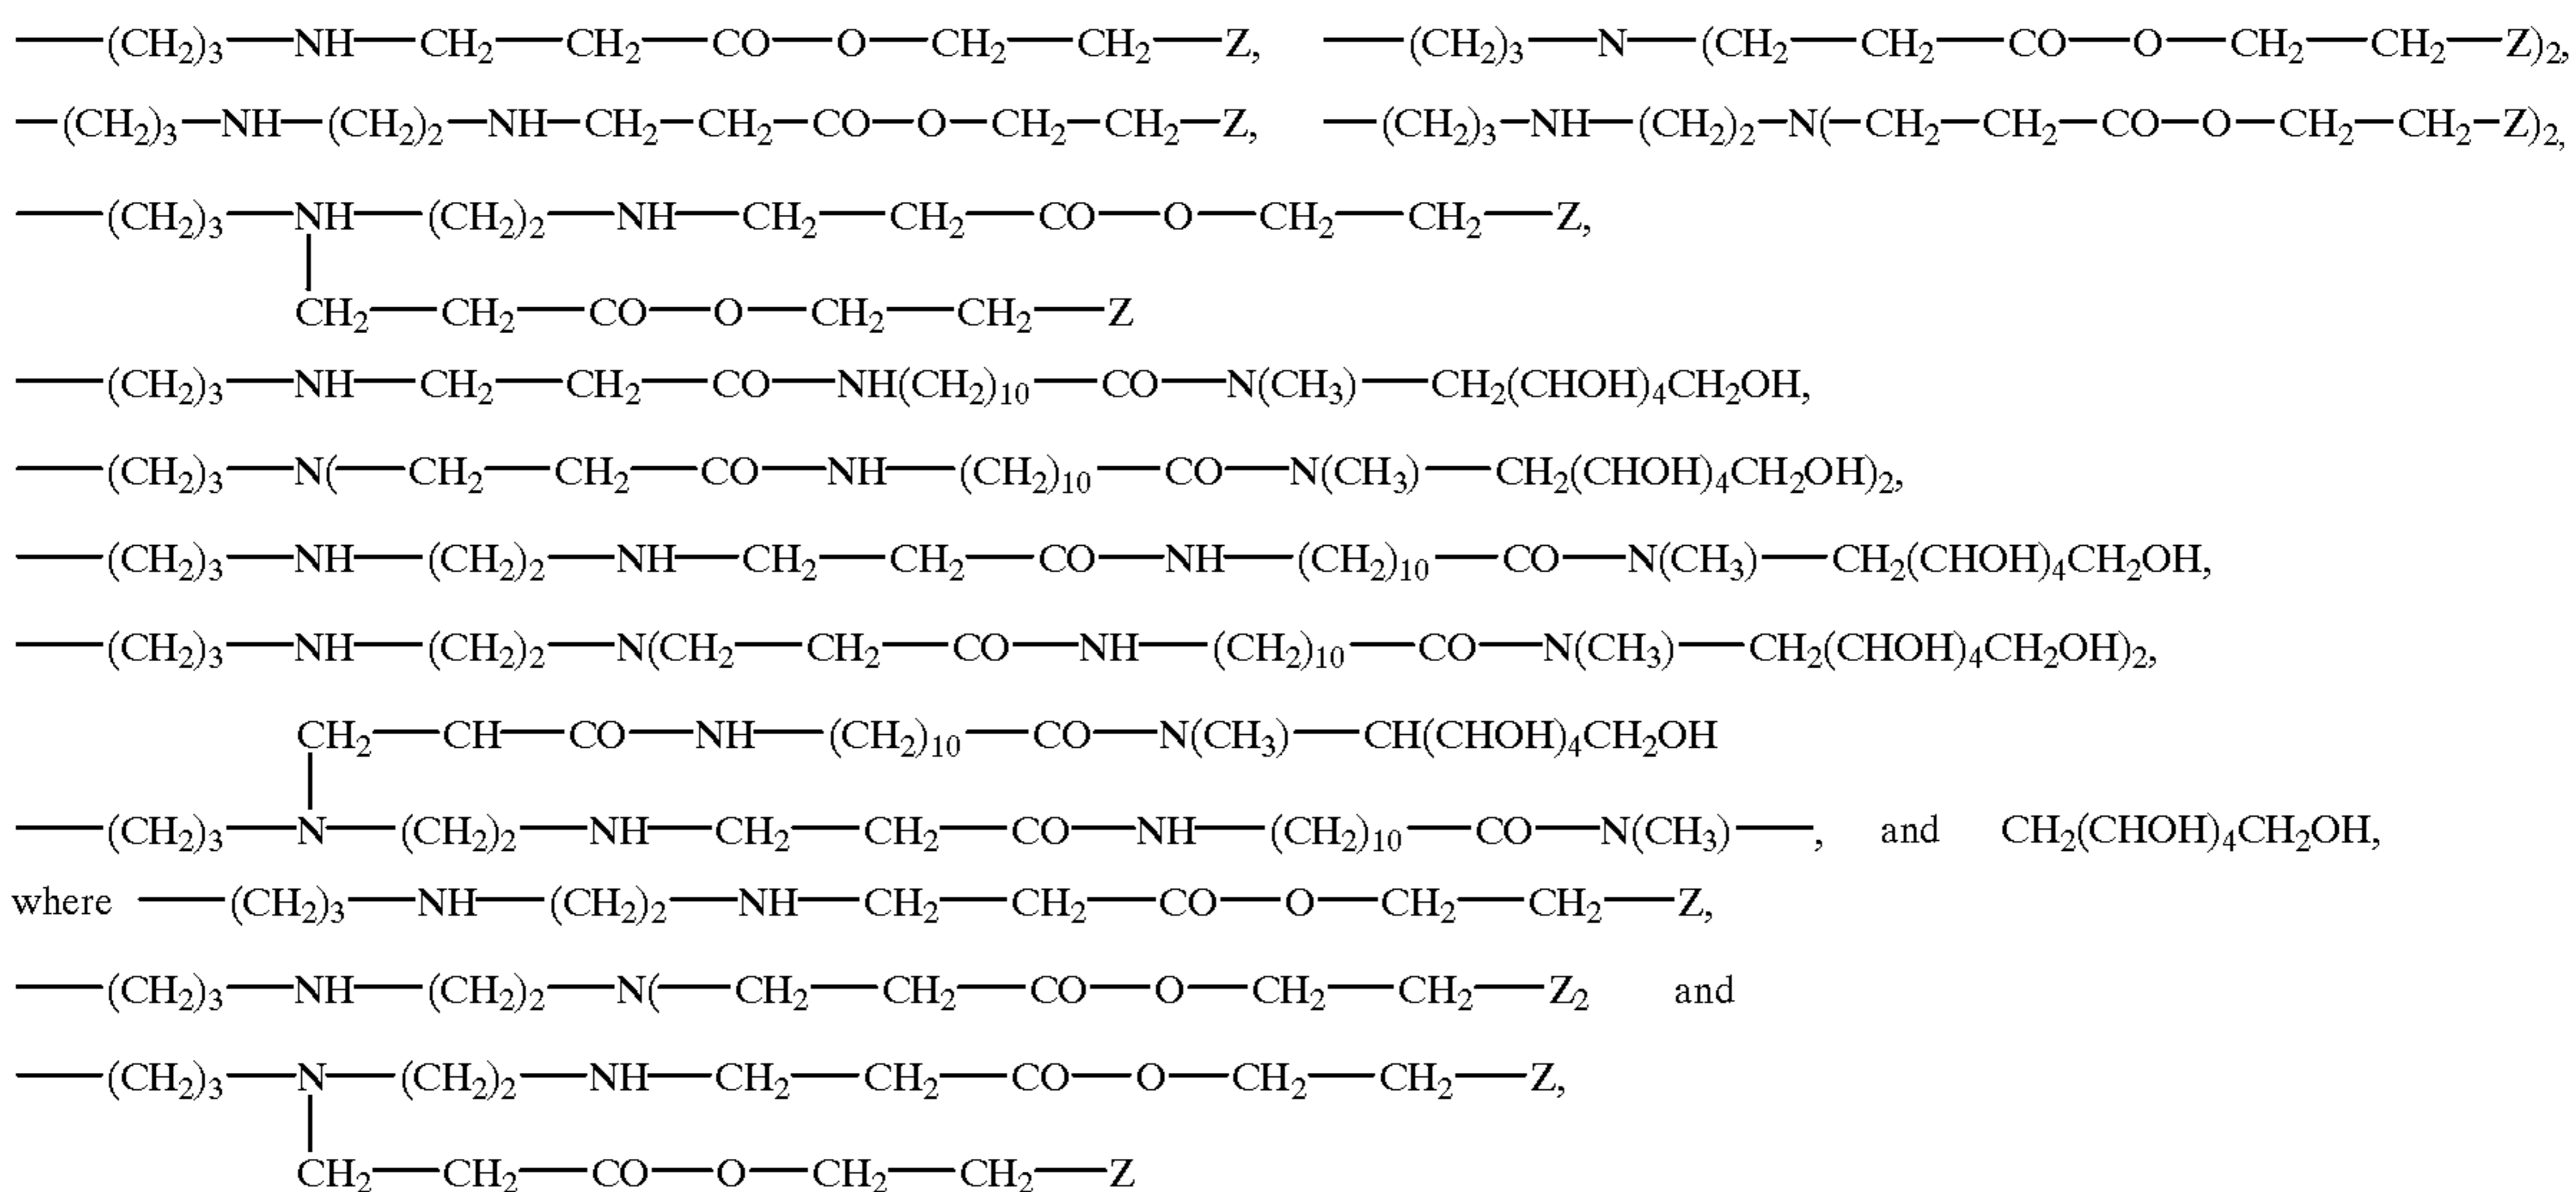 —(CH₂)₃—NH—CH₂—CH₂—CO—O—CH₂—CH₂—Z, —(CH₂)₃—N—(CH₂—CH₂—CO—O—CH₂—CH₂—Z)₂,
—(CH₂)₃—NH—(CH₂)₂—NH—CH₂—CH₂—CO—O—CH₂—CH₂—Z, —(CH₂)₃—NH—(CH₂)₂—N(—CH₂—CH₂—CO—O—CH₂—CH₂—Z)₂,
—(CH₂)₃—NH—(CH₂)₂—NH—CH₂—CH₂—CO—O—CH₂—CH₂—Z,
CH₂—CH₂—CO—O—CH₂—CH₂—Z
—(CH₂)₃—NH—CH₂—CH₂—CO—NH(CH₂)₁₀—CO—N(CH₃)—CH₂(CHOH)₄CH₂OH,
—(CH₂)₃—N(—CH₂—CH₂—CO—NH—(CH₂)₁₀—CO—N(CH₃)—CH₂(CHOH)₄CH₂OH)₂,
—(CH₂)₃—NH—(CH₂)₂—NH—CH₂—CH₂—CO—NH—(CH₂)₁₀—CO—N(CH₃)—CH₂(CHOH)₄CH₂OH,
—(CH₂)₃—NH—(CH₂)₂—N(CH₂—CH₂—CO—NH—(CH₂)₁₀—CO—N(CH₃)—CH₂(CHOH)₄CH₂OH)₂,
CH₂—CH—CO—NH—(CH₂)₁₀—CO—N(CH₃)—CH(CHOH)₄CH₂OH
—(CH₂)₃—N—(CH₂)₂—NH—CH₂—CH₂—CO—NH—(CH₂)₁₀—CO—N(CH₃)—, and CH₂(CHOH)₄CH₂OH,
where —(CH₂)₃—NH—(CH₂)₂—NH—CH₂—CH₂—CO—O—CH₂—CH₂—Z,
—(CH₂)₃—NH—(CH₂)₂—N(—CH₂—CH₂—CO—O—CH₂—CH₂—Z₂ and
—(CH₂)₃—N—(CH₂)₂—NH—CH₂—CH₂—CO—O—CH₂—CH₂—Z,
CH₂—CH₂—CO—O—CH₂—CH₂—Z